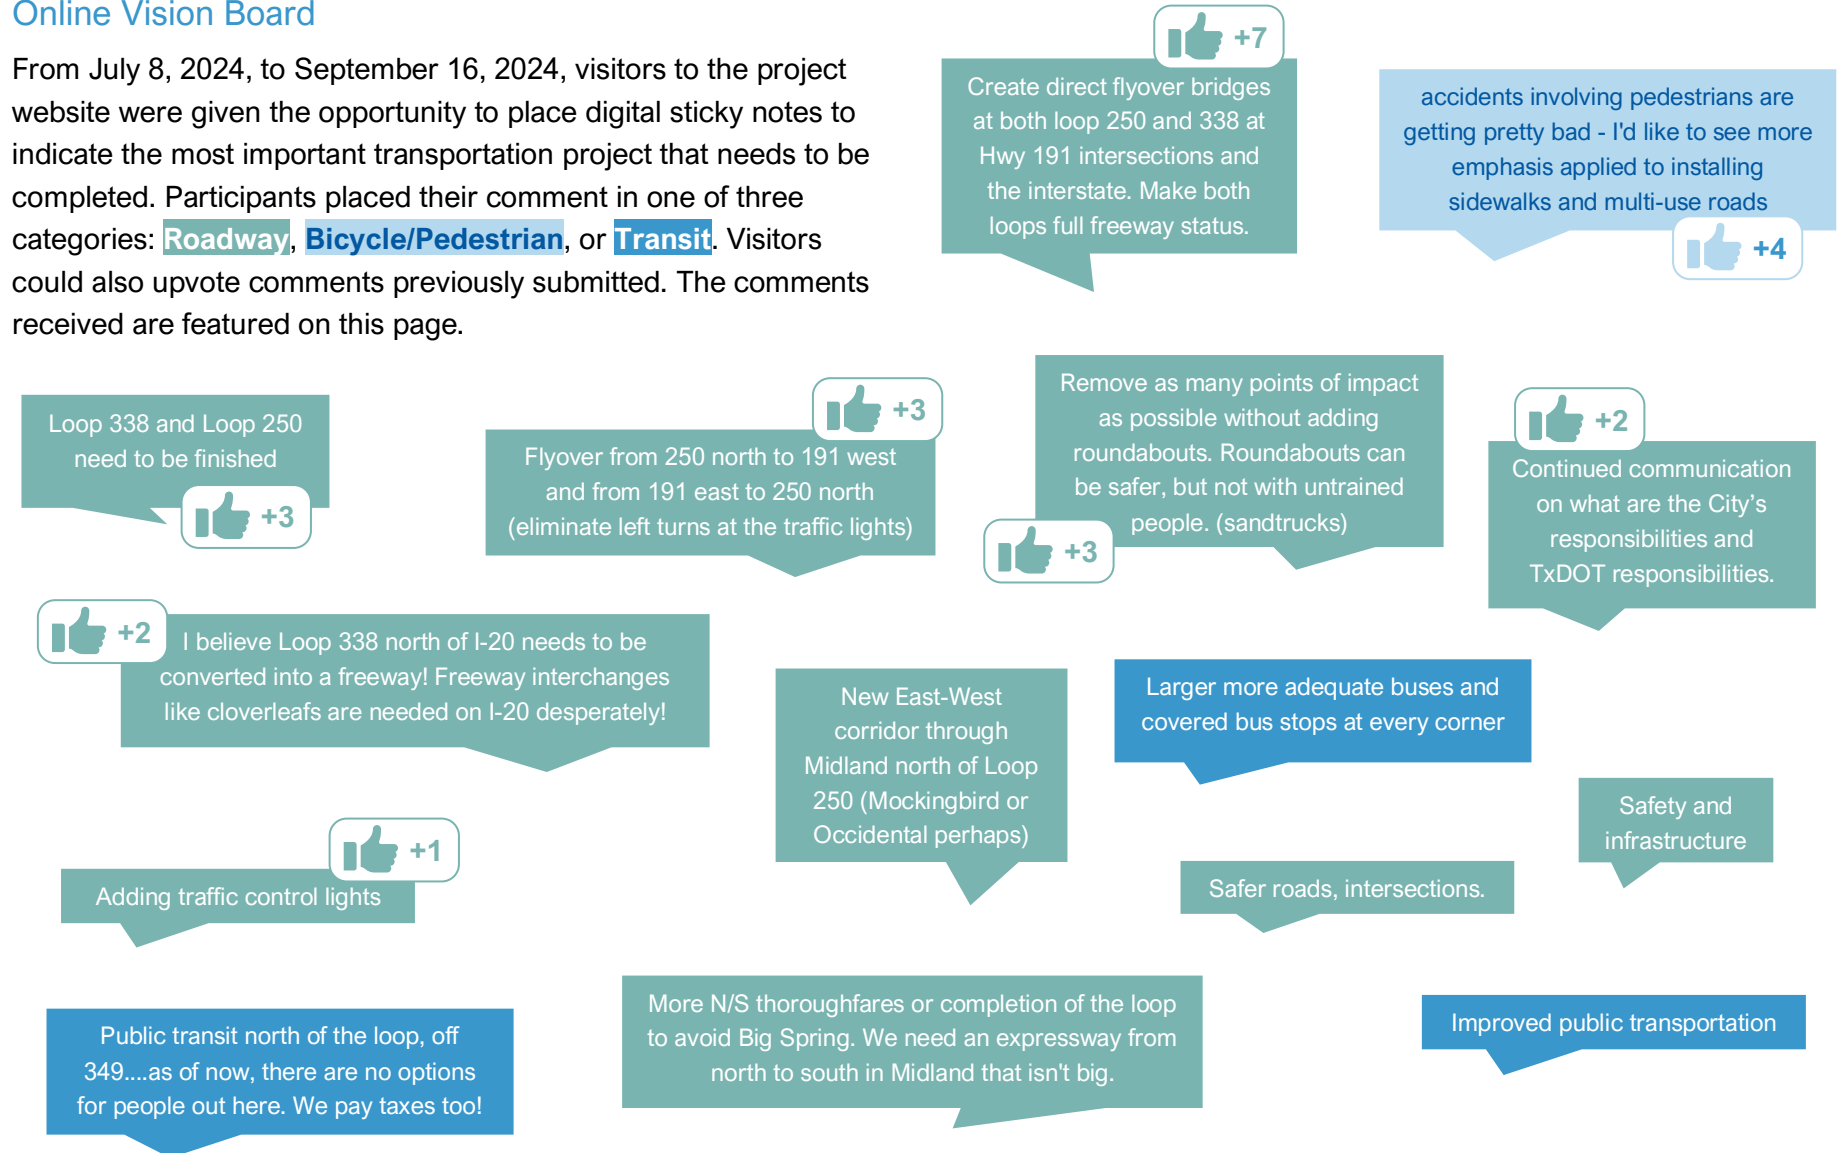 Online Vision Board
From July 8, 2024, to September 16, 2024, visitors to the project
website were given the opportunity to place digital sticky notes to
indicate the most important transportation project that needs to be
completed. Participants placed their comment in one of three
categories: Roadway, Bicycle/Pedestrian, or Transit. Visitors
could also upvote comments previously submitted. The comments
received are featured on this page.
+7
Create direct flyover bridges
at both loop 250 and 338 at
Hwy 191 intersections and
the interstate. Make both
loops full freeway status.
accidents involving pedestrians are
getting pretty bad - I'd like to see more
emphasis applied to installing
sidewalks and multi-use roads
+4
Loop 338 and Loop 250
need to be finished
+3
+3
Flyover from 250 north to 191 west
and from 191 east to 250 north
(eliminate left turns at the traffic lights)
Remove as many points of impact
as possible without adding
roundabouts. Roundabouts can
be safer, but not with untrained
people. (sandtrucks)
+3
+2
Continued communication
on what are the City’s
responsibilities and
TxDOT responsibilities.
+2
I believe Loop 338 north of I-20 needs to be
converted into a freeway! Freeway interchanges
like cloverleafs are needed on I-20 desperately!
New East-West
corridor through
Midland north of Loop
250 (Mockingbird or
Occidental perhaps)
Larger more adequate buses and
covered bus stops at every corner
Safety and
infrastructure
+1
Adding traffic control lights
Safer roads, intersections.
Public transit north of the loop, off
349....as of now, there are no options
for people out here. We pay taxes too!
More N/S thoroughfares or completion of the loop
to avoid Big Spring. We need an expressway from
north to south in Midland that isn't big.
Improved public transportation